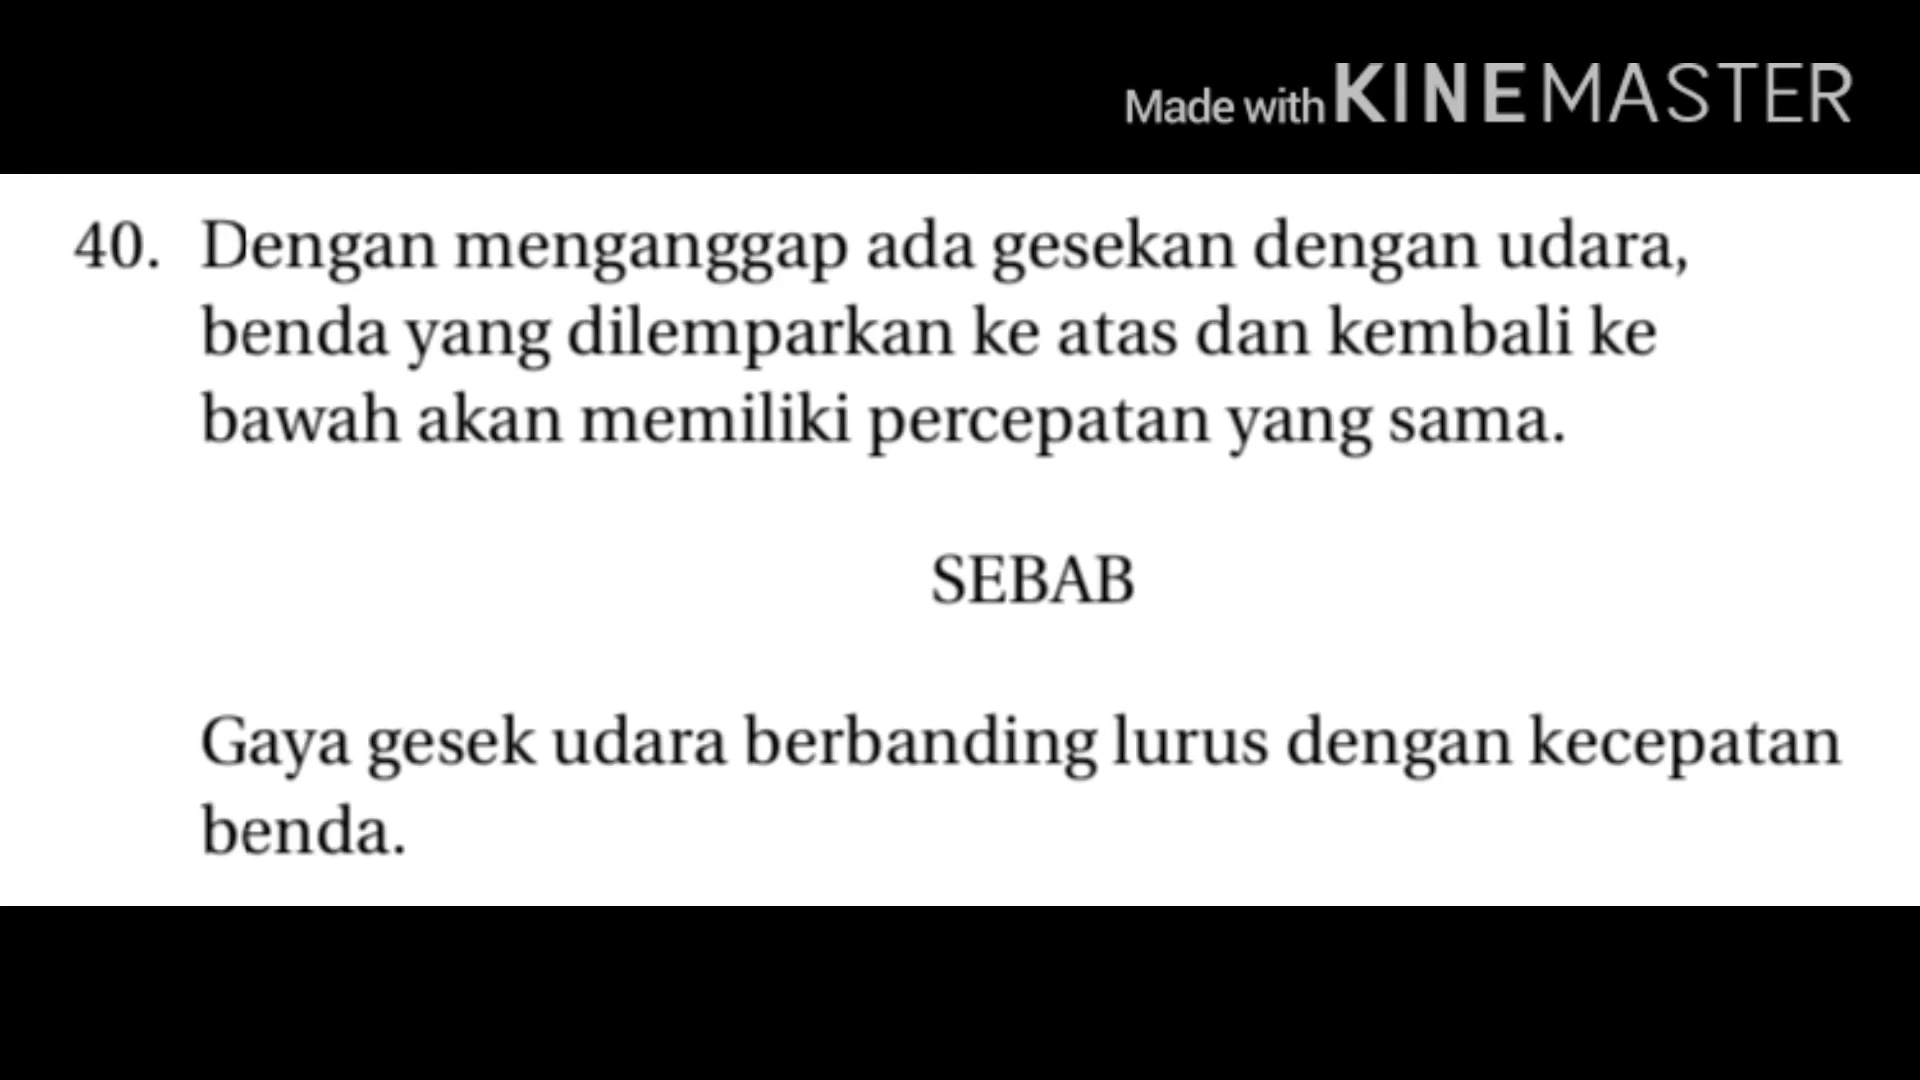 Made with KINEMASTER
40. Dengan menganggap ada gesekan dengan udara,
benda yang dilemparkan ke atas dan kembali ke
bawah akan memiliki percepatan yang sama.
SEBAB
Gaya gesek udara berbanding lurus dengan kecepatan
benda.